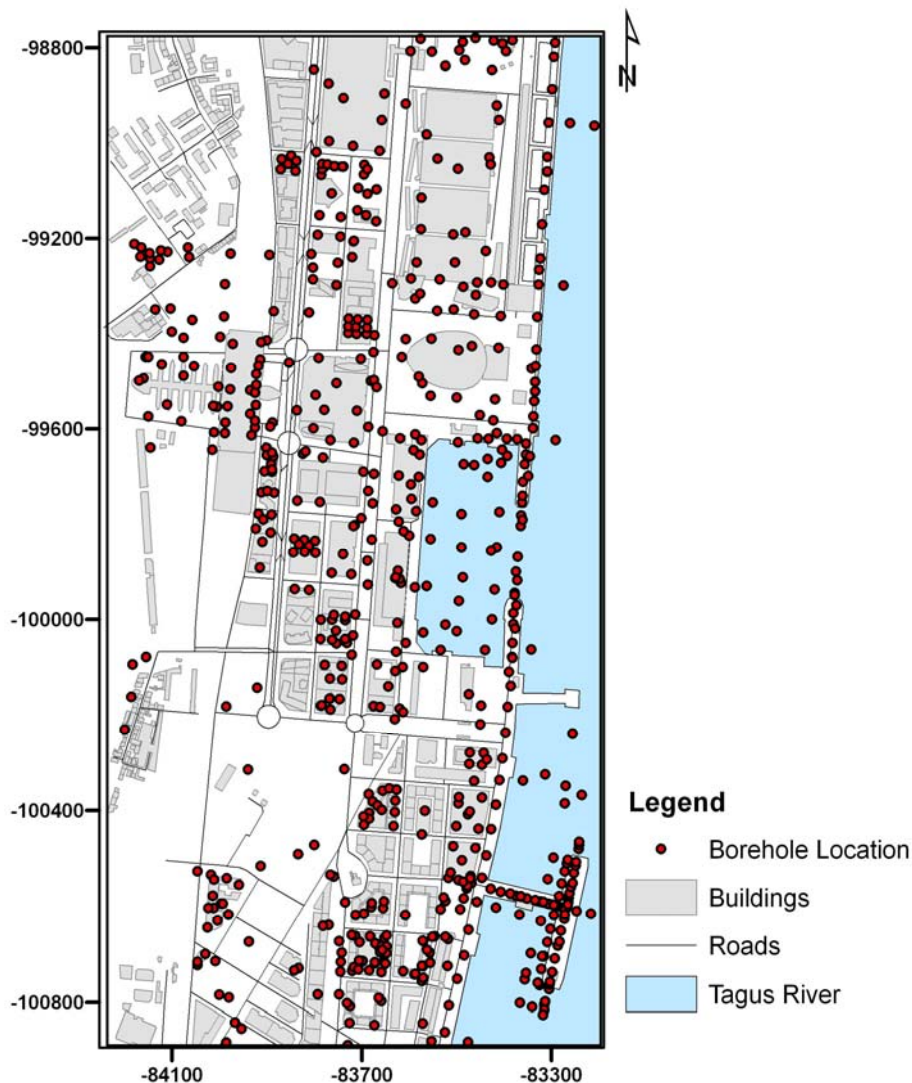 -98800
N
-99200
-99600
-100000
-100400
-100800
-84100
-83700
-83300
Legend
Borehole Location
Buildings
Roads
Tagus River